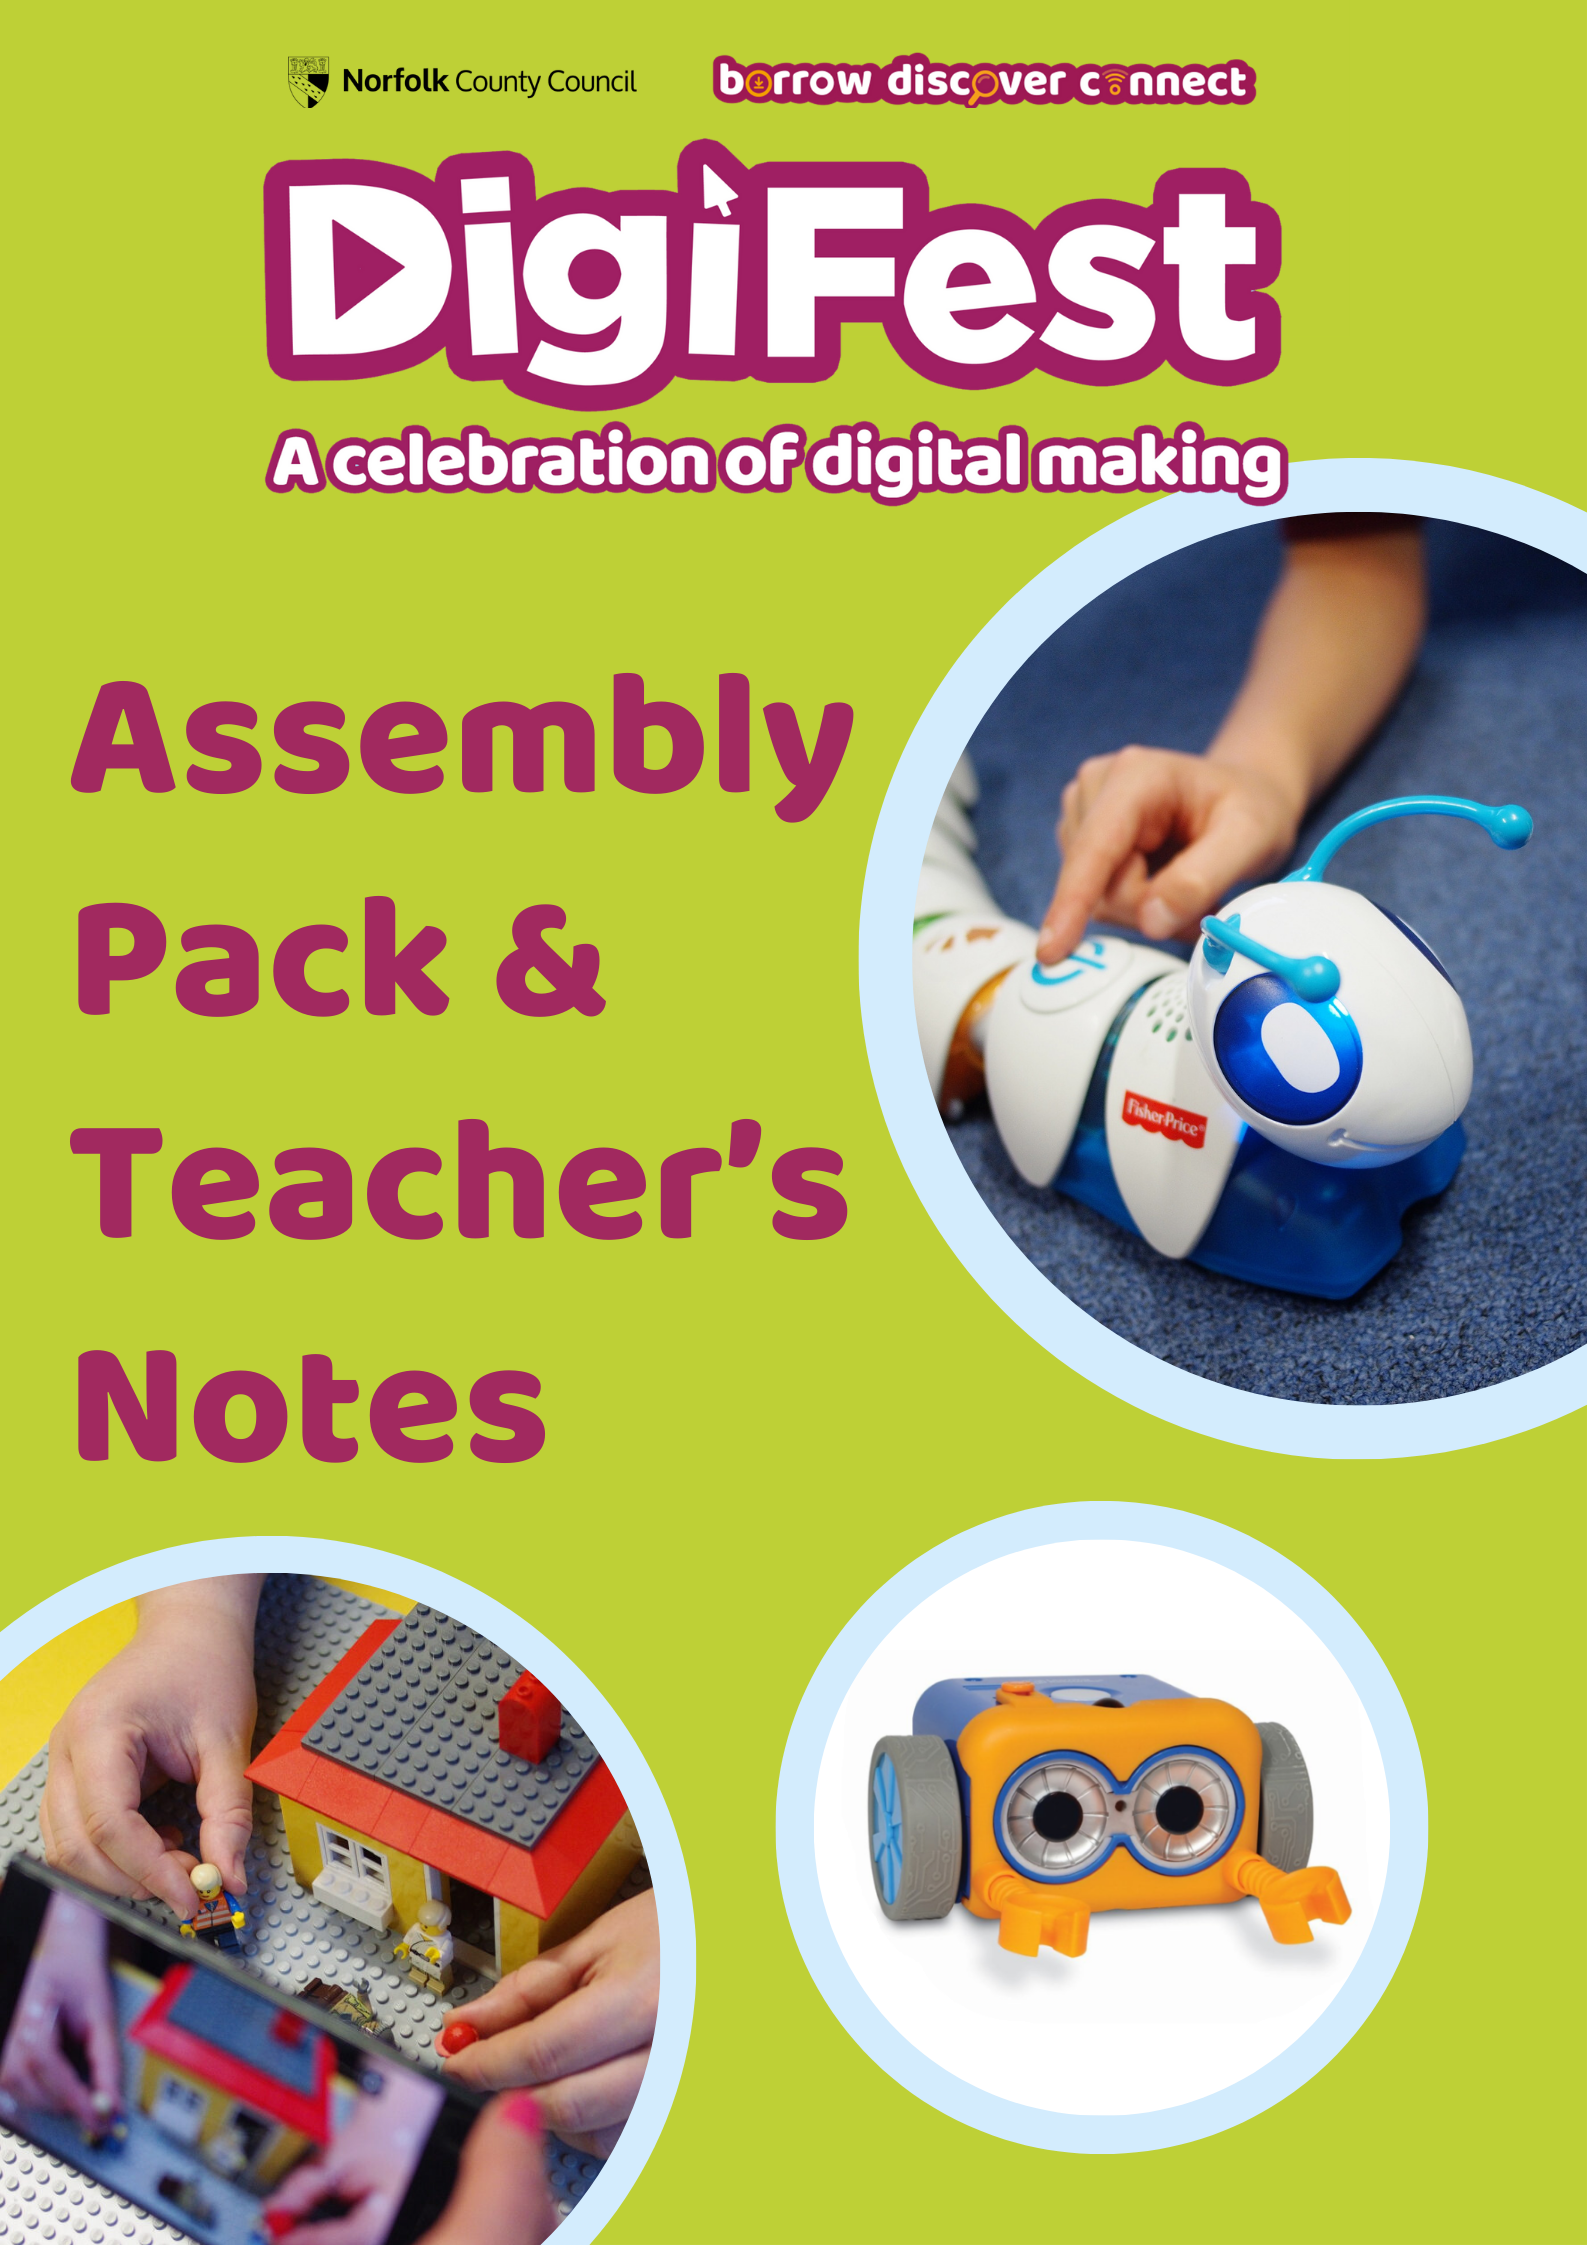 Norfolk County Council
borrow discover connect
DigiFest
A celebration of digital making
Assembly
Pack &
Teacher's
Notes
Fisher-Price®